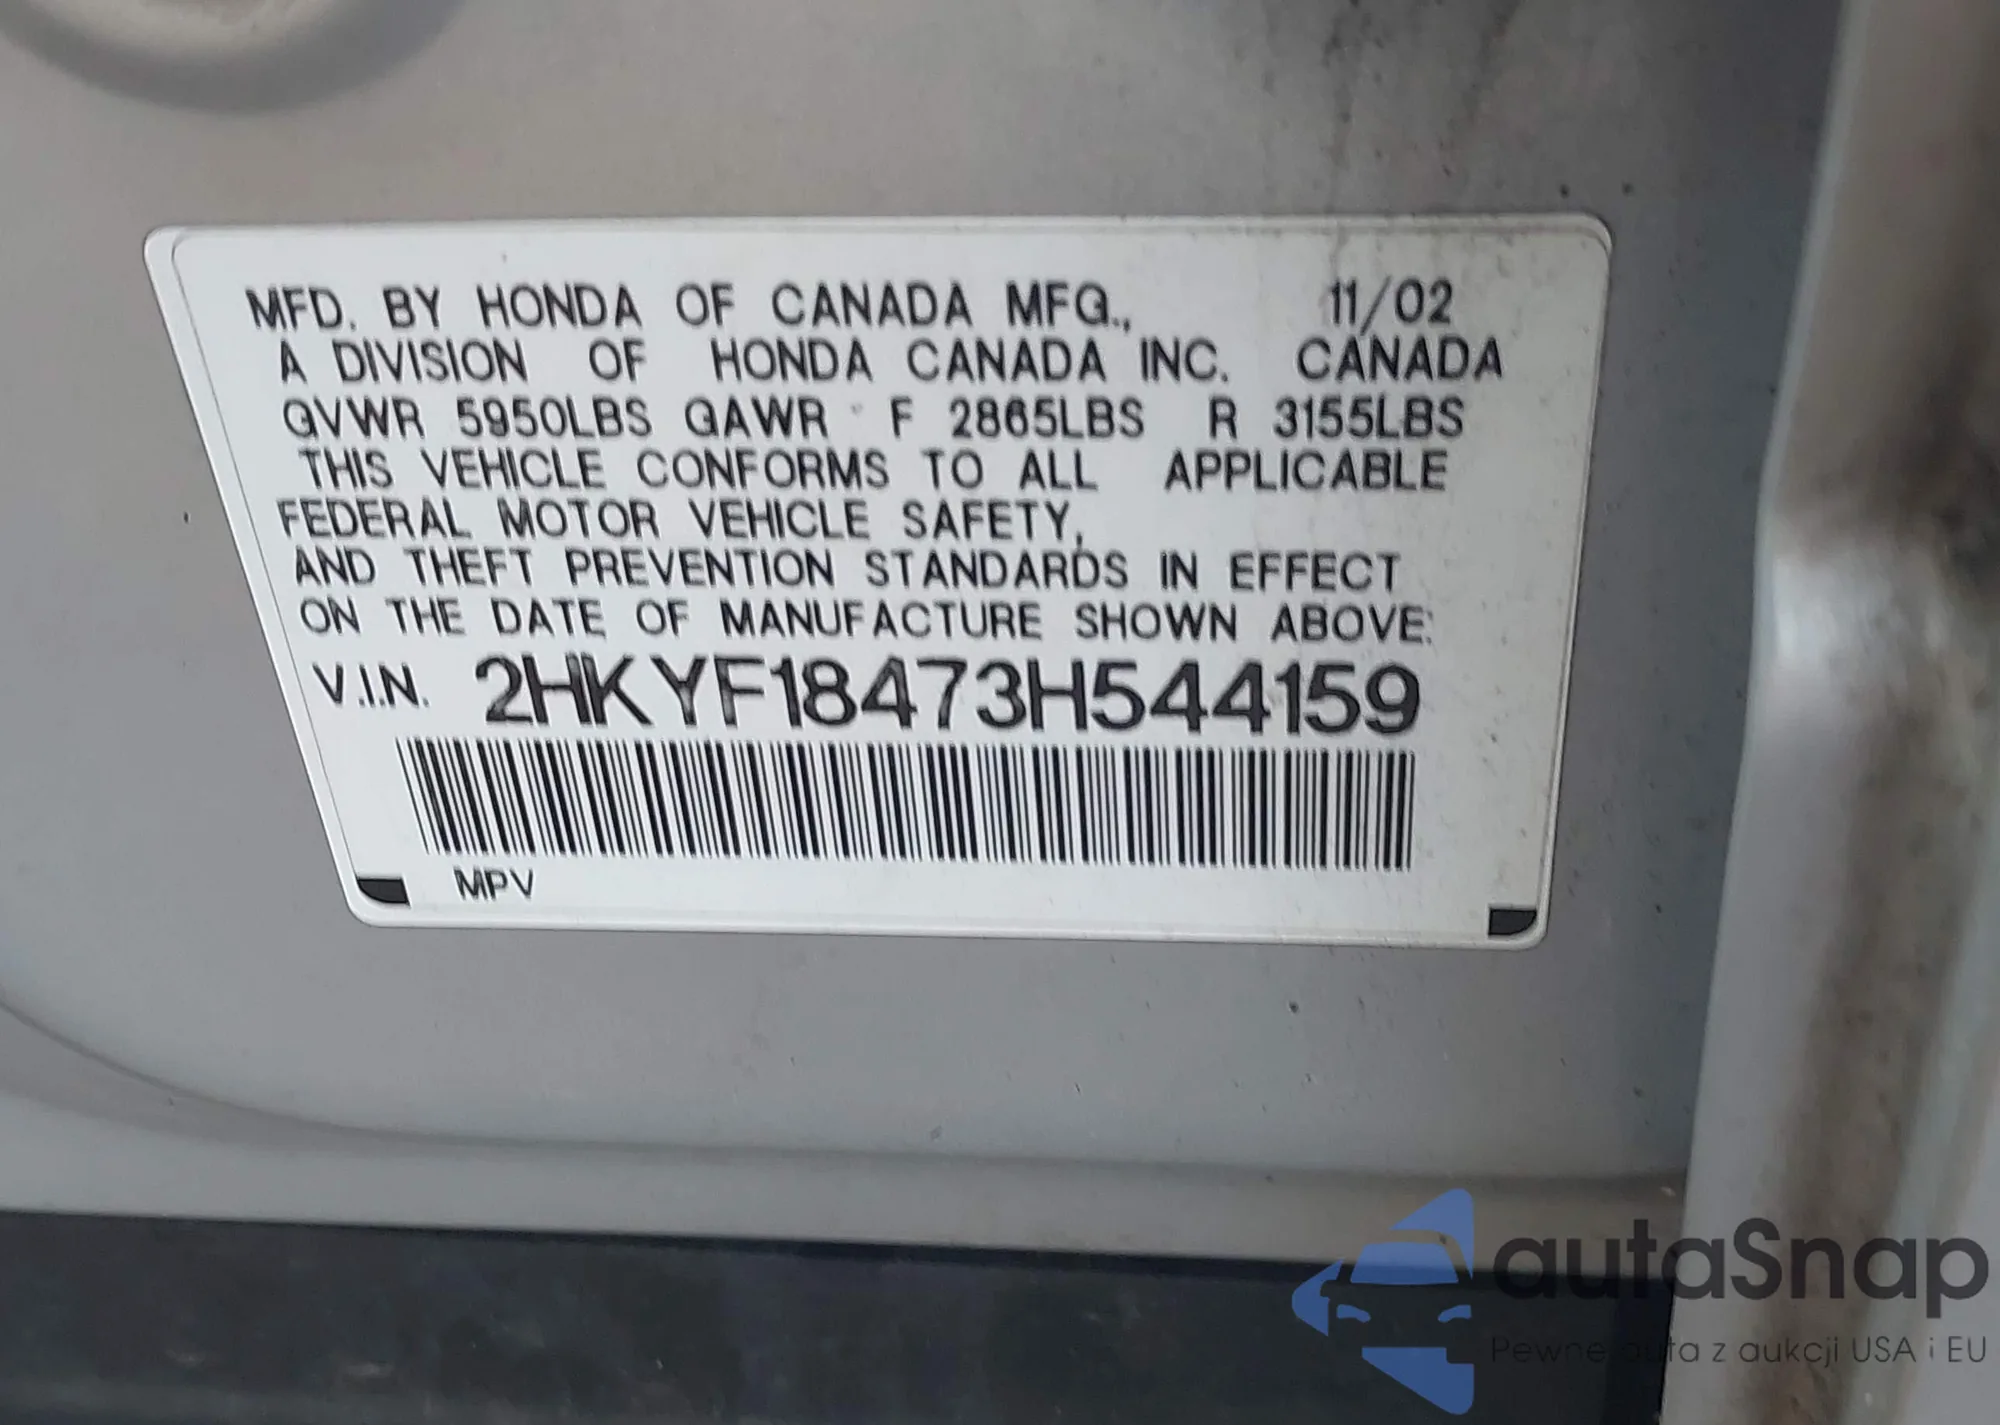 MFD. BY HONDA OF CANADA MFG., 11/02
A DIVISION OF HONDA CANADA INC. CANADA
GVWR 5950LBS GAWR F 2865LBS R 3155LBS
THIS VEHICLE CONFORMS TO ALL APPLICABLE
FEDERAL MOTOR VEHICLE SAFETY,
AND THEFT PREVENTION STANDARDS IN EFFECT
ON THE DATE OF MANUFACTURE SHOWN ABOVE:
V.I.N. 2HKYF18473H544159
MPV
autaSnap
Pewne auta z aukcji USA i EU